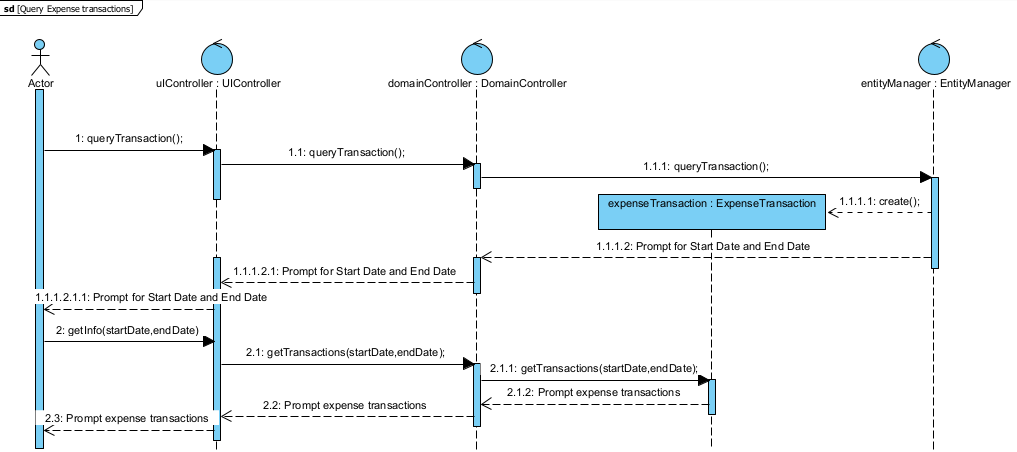 sd [Query Expense transactions]
Actor
uIController : UIController
domainController : DomainController
entityManager : EntityManager
1: queryTransaction();
1.1: queryTransaction();
1.1.1: queryTransaction();
expenseTransaction : ExpenseTransaction
1.1.1.1: create();
1.1.1.2: Prompt for Start Date and End Date
1.1.1.2.1: Prompt for Start Date and End Date
1.1.1.2.1.1: Prompt for Start Date and End Date
2: getInfo(startDate,endDate)
2.1: getTransactions(startDate,endDate);
2.1.1: getTransactions(startDate,endDate);
2.1.2: Prompt expense transactions
2.2: Prompt expense transactions
2.3: Prompt expense transactions